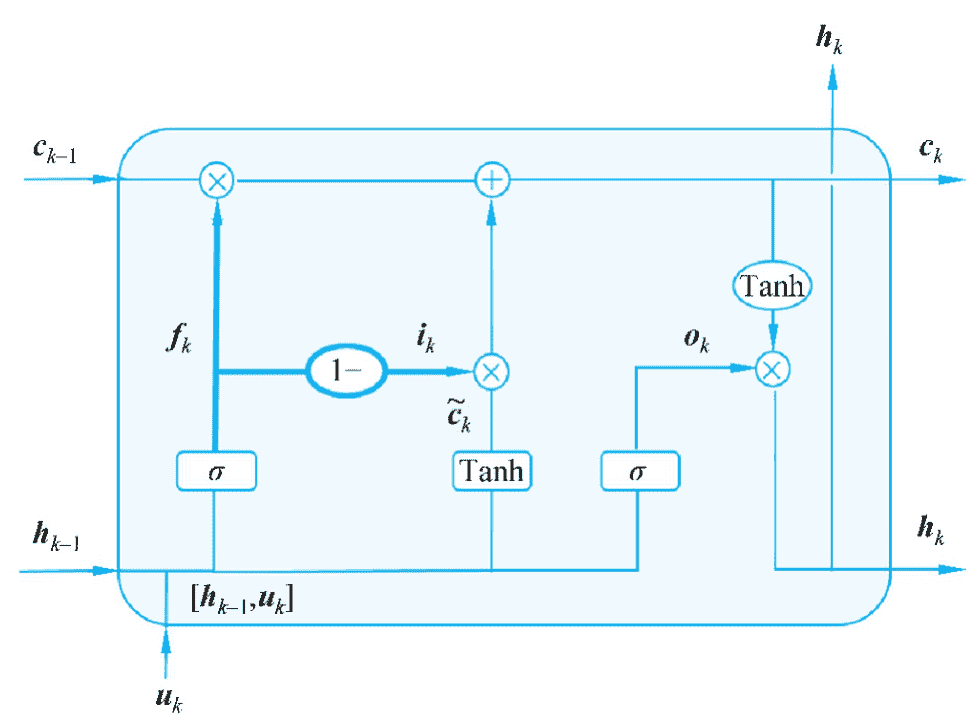 h_k
c_{k-1}
c_k
Tanh
f_k
i_k
o_k
1−
c̃_k
σ
Tanh
σ
h_{k-1}
h_k
[h_{k-1},u_k]
u_k